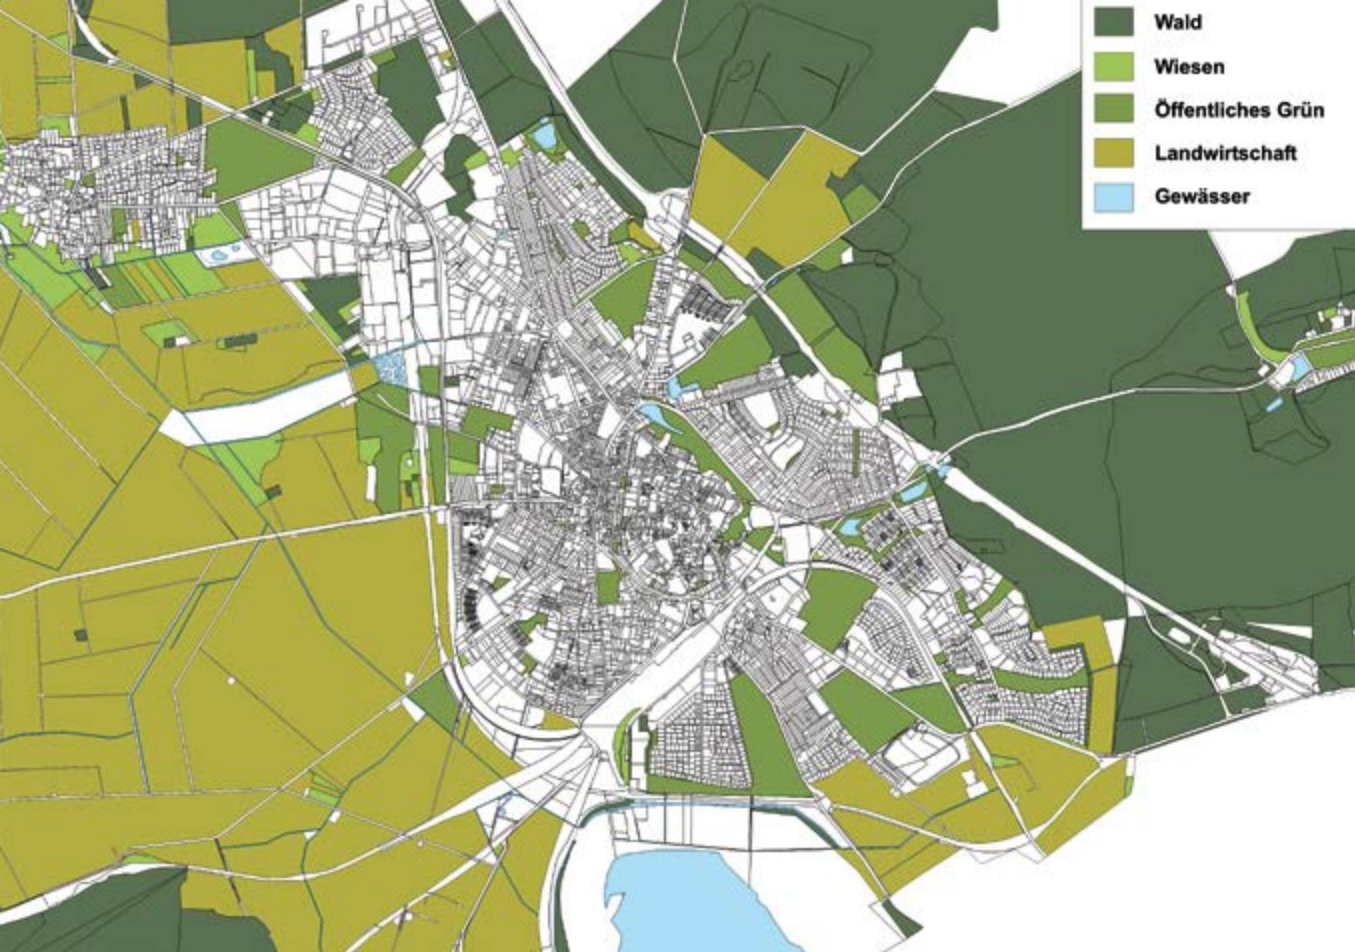 Wald
Wiesen
Öffentliches Grün
Landwirtschaft
Gewässer